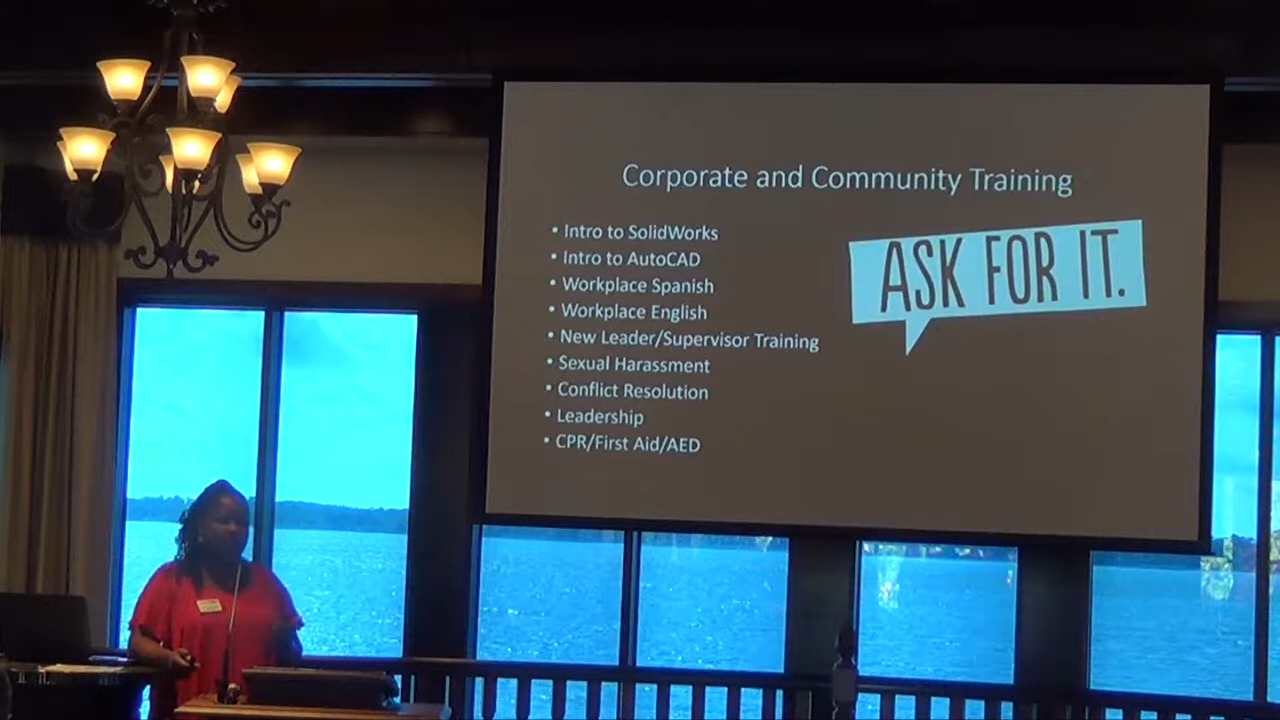 Corporate and Community Training
• Intro to SolidWorks
• Intro to AutoCAD
• Workplace Spanish
• Workplace English
• New Leader/Supervisor Training
• Sexual Harassment
• Conflict Resolution
• Leadership
• CPR/First Aid/AED
ASK FOR IT.